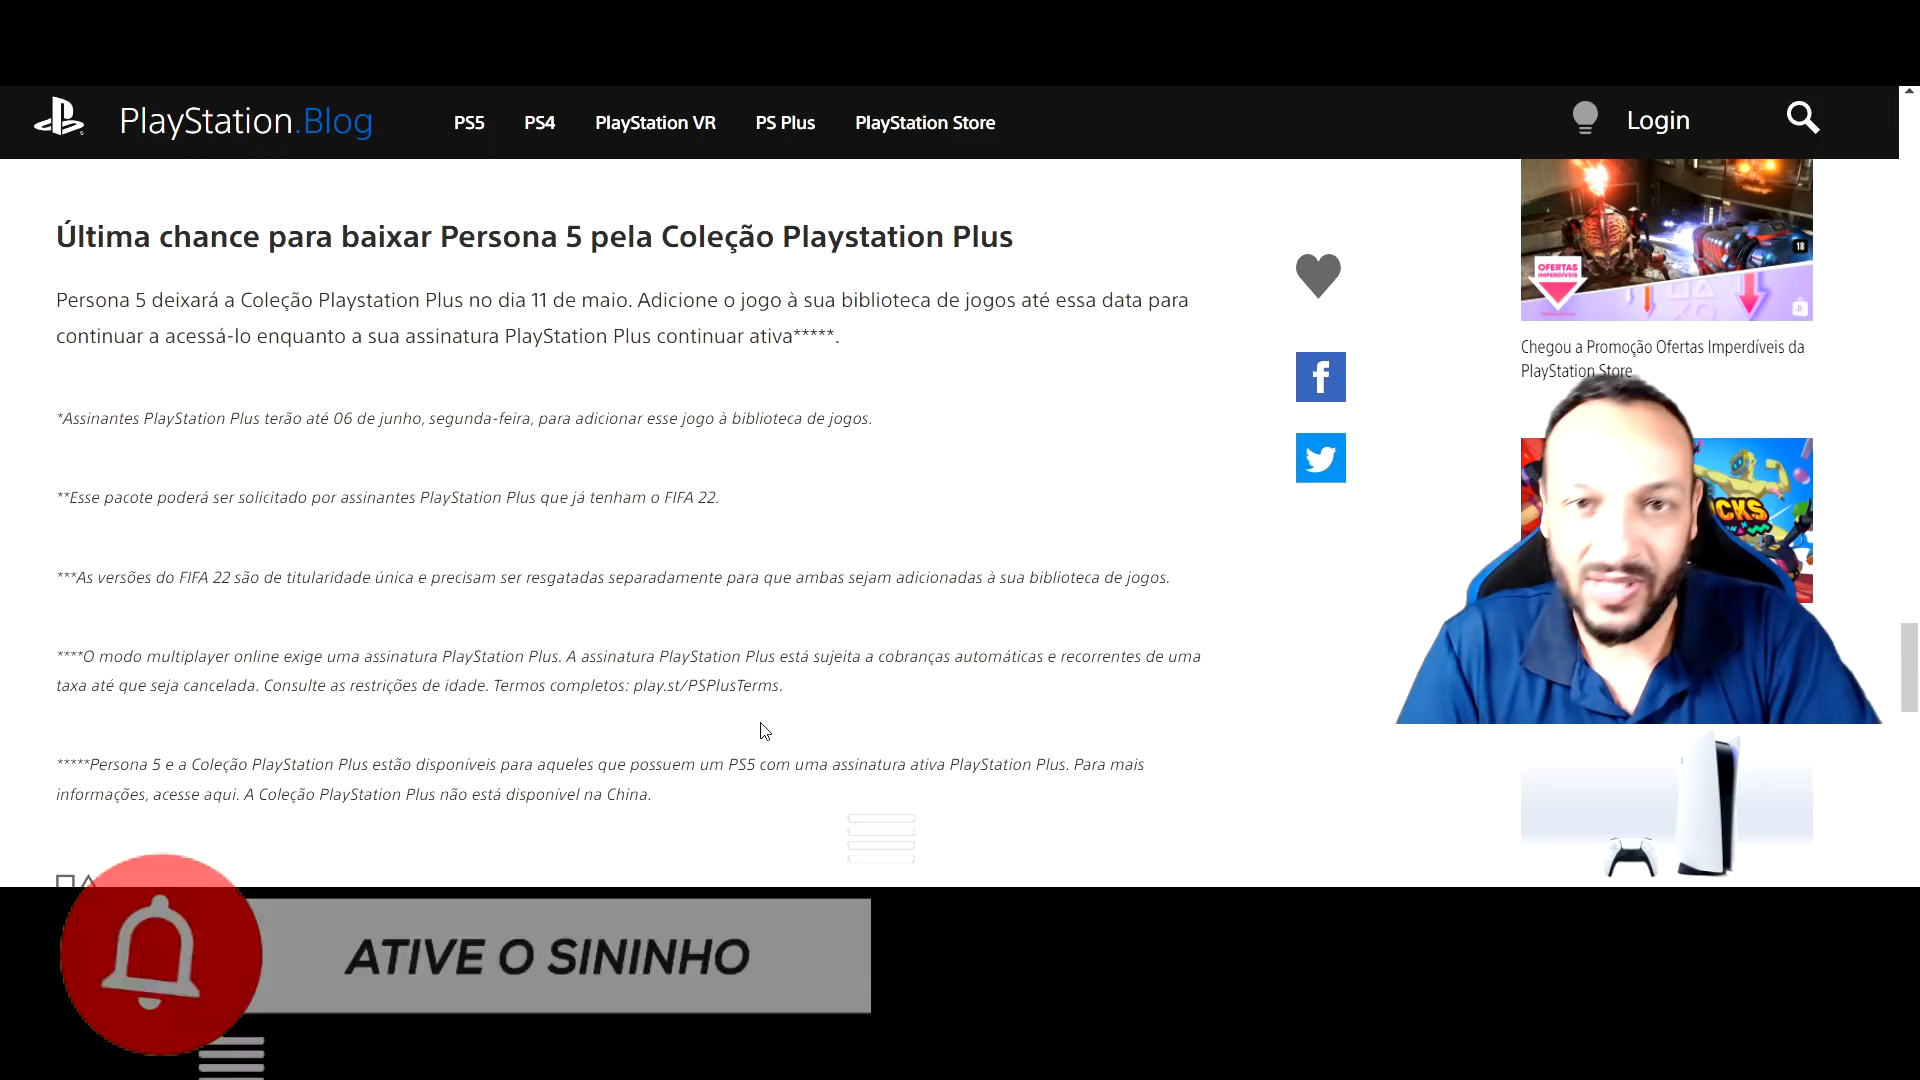 PlayStation.Blog
PS5
PS4
PlayStation VR
PS Plus
PlayStation Store
Login
Última chance para baixar Persona 5 pela Coleção Playstation Plus
Persona 5 deixará a Coleção Playstation Plus no dia 11 de maio. Adicione o jogo à sua biblioteca de jogos até essa data para
continuar a acessá-lo enquanto a sua assinatura PlayStation Plus continuar ativa*****.
*Assinantes PlayStation Plus terão até 06 de junho, segunda-feira, para adicionar esse jogo à biblioteca de jogos.
**Esse pacote poderá ser solicitado por assinantes PlayStation Plus que já tenham o FIFA 22.
***As versões do FIFA 22 são de titularidade única e precisam ser resgatadas separadamente para que ambas sejam adicionadas à sua biblioteca de jogos.
****O modo multiplayer online exige uma assinatura PlayStation Plus. A assinatura PlayStation Plus está sujeita a cobranças automáticas e recorrentes de uma
taxa até que seja cancelada. Consulte as restrições de idade. Termos completos: play.st/PSPlusTerms.
*****Persona 5 e a Coleção PlayStation Plus estão disponíveis para aqueles que possuem um PS5 com uma assinatura ativa PlayStation Plus. Para mais
informações, acesse aqui. A Coleção PlayStation Plus não está disponível na China.
18
OFERTAS
IMPERDÍVEIS
Chegou a Promoção Ofertas Imperdíveis da
PlayStation Store
CKS
ATIVE O SININHO